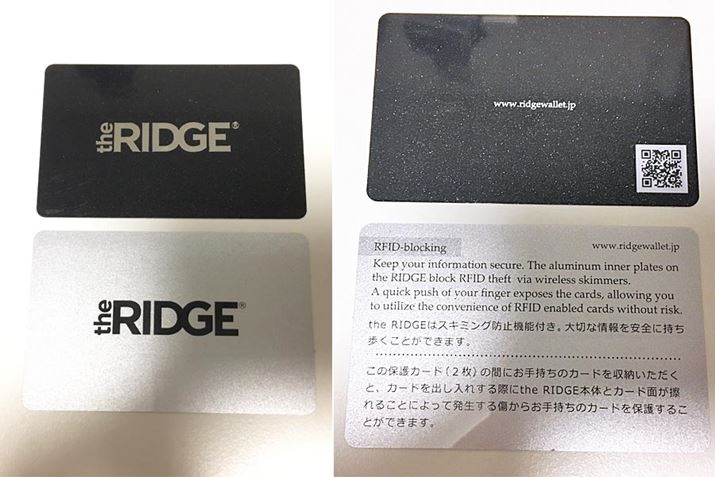 the RIDGE®
the RIDGE®
www.ridgewallet.jp
RFID-blocking
www.ridgewallet.jp
Keep your information secure. The aluminum inner plates on
the RIDGE block RFID theft via wireless skimmers.
A quick push of your finger exposes the cards, allowing you
to utilize the convenience of RFID enabled cards without risk.
the RIDGEはスキミング防止機能付き。大切な情報を安全に持ち
歩くことができます。
この保護カード(2枚)の間にお手持ちのカードを収納いただく
と、カードを出し入れする際にthe RIDGE本体とカード面が擦
れることによって発生する傷からお手持ちのカードを保護するこ
とができます。